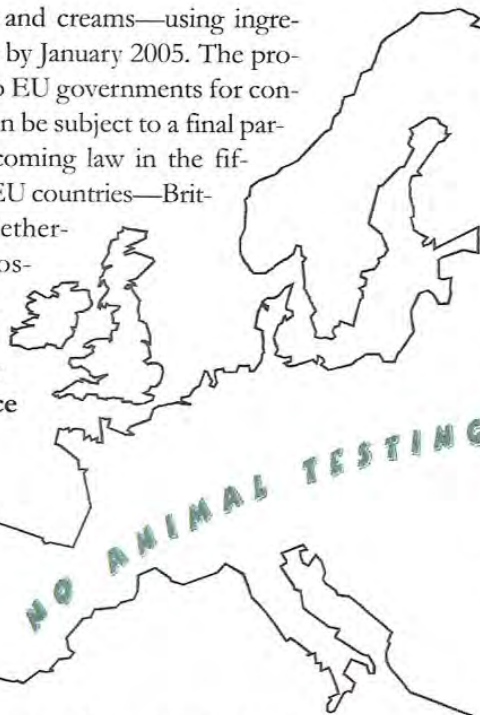 and creams—using ingre-
by January 2005. The pro-
EU governments for con-
n be subject to a final par-
coming law in the fif-
EU countries—Brit-
ether-
os-
ce
NO ANIMAL TESTING